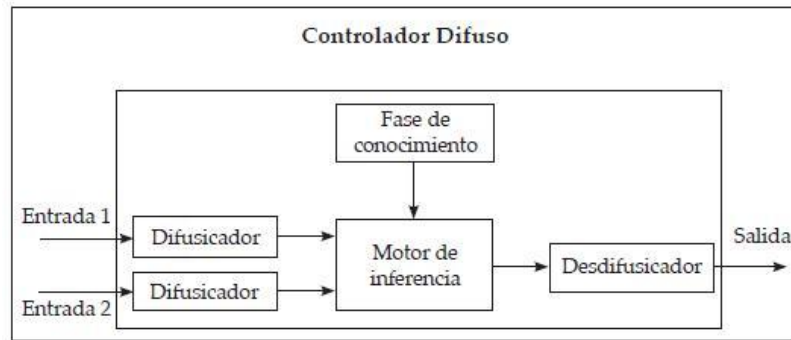 Controlador Difuso
Fase de
conocimiento
Entrada 1
Difusicador
Motor de
inferencia
Desdifusicador
Salida
Difusicador
Entrada 2